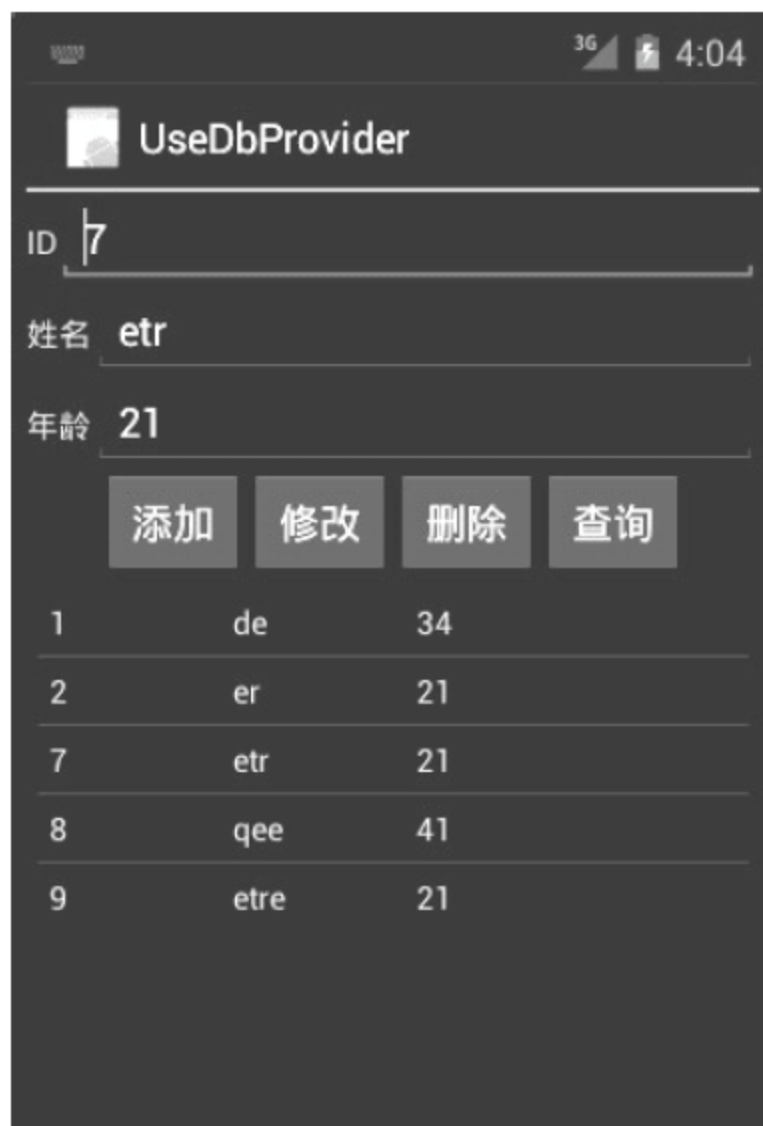 3G 4:04
UseDbProvider
ID 7
姓名 etr
年龄 21
添加 修改 删除 查询
1 de 34
2 er 21
7 etr 21
8 qee 41
9 etre 21